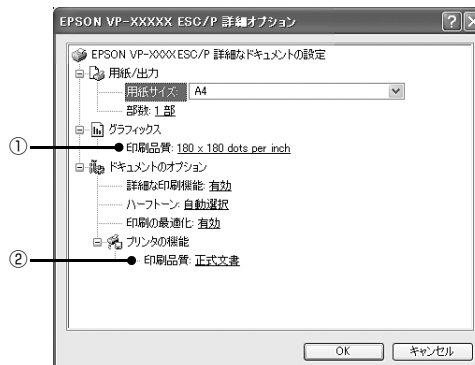 EPSON VP-XXXXX ESC/P 詳細オプション
EPSON VP-XXXX ESC/P 詳細なドキュメントの設定
用紙/出力
用紙サイズ: A4
部数: 1 部
グラフィックス
① 印刷品質: 180 x 180 dots per inch
ドキュメントのオプション
詳細な印刷機能: 有効
ハーフトーン: 自動選択
印刷の最適化: 有効
プリンタの機能
② 印刷品質: 正式文書
OK キャンセル